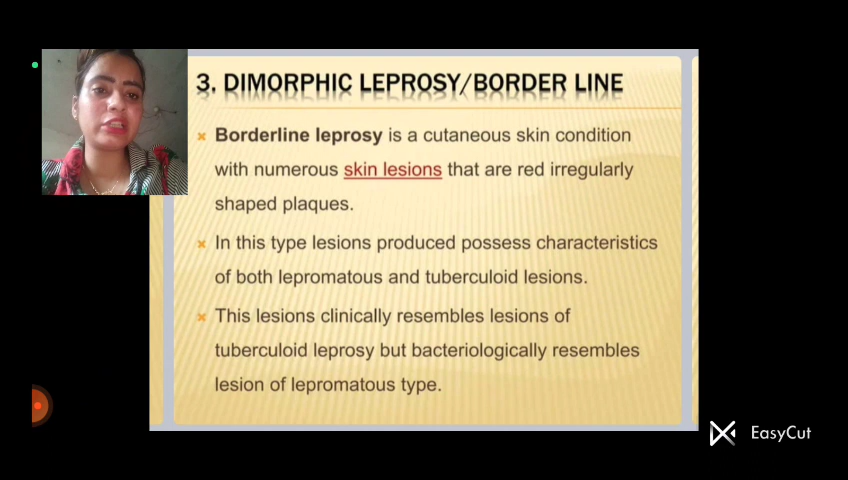 3. DIMORPHIC LEPROSY/BORDER LINE
Borderline leprosy is a cutaneous skin condition
with numerous skin lesions that are red irregularly
shaped plaques.
In this type lesions produced possess characteristics
of both lepromatous and tuberculoid lesions.
This lesions clinically resembles lesions of
tuberculoid leprosy but bacteriologically resembles
lesion of lepromatous type.
EasyCut